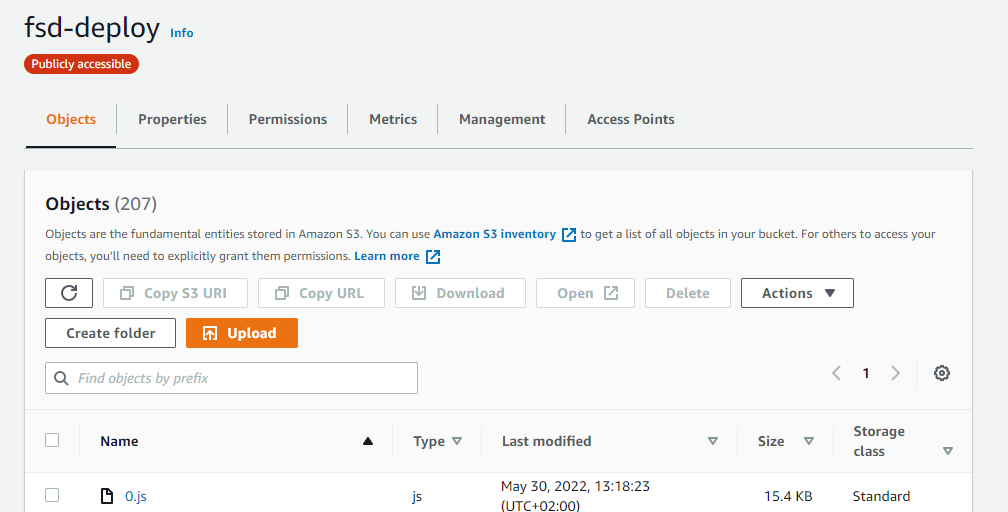 fsd-deploy Info
Publicly accessible
Objects Properties Permissions Metrics Management Access Points
Objects (207)
Objects are the fundamental entities stored in Amazon S3. You can use Amazon S3 inventory to get a list of all objects in your bucket. For others to access your
objects, you'll need to explicitly grant them permissions. Learn more
Copy S3 URI Copy URL Download Open Delete Actions
Create folder Upload
Find objects by prefix 1
Name Type Last modified Size Storage
class
0.js js May 30, 2022, 13:18:23 15.4 KB Standard
(UTC+02:00)